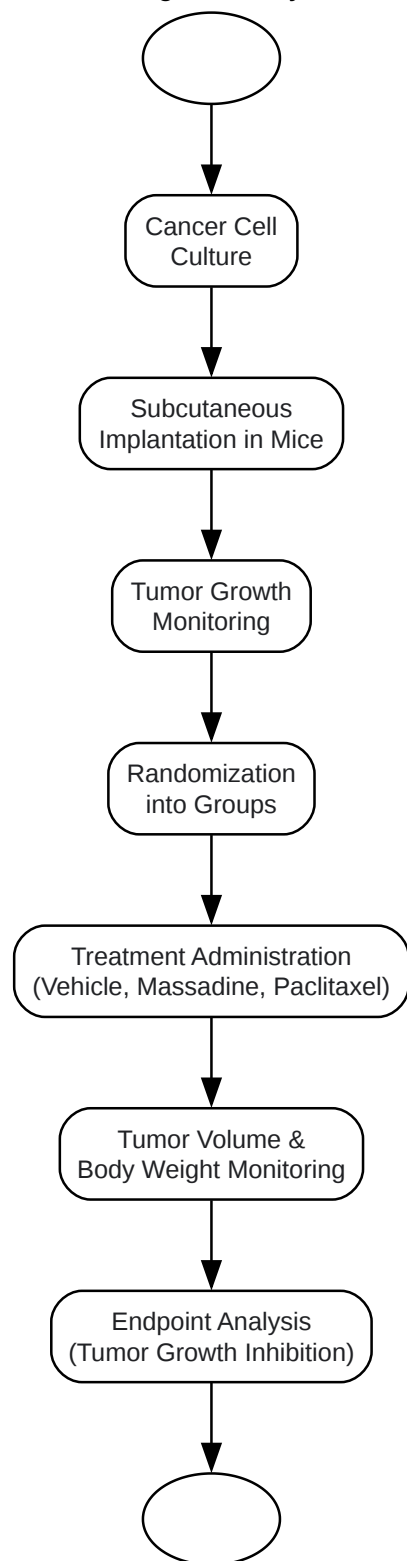 Cancer Cell
Culture
Subcutaneous
Implantation in Mice
Tumor Growth
Monitoring
Randomization
into Groups
Treatment Administration
(Vehicle, Massadine, Paclitaxel)
Tumor Volume &
Body Weight Monitoring
Endpoint Analysis
(Tumor Growth Inhibition)